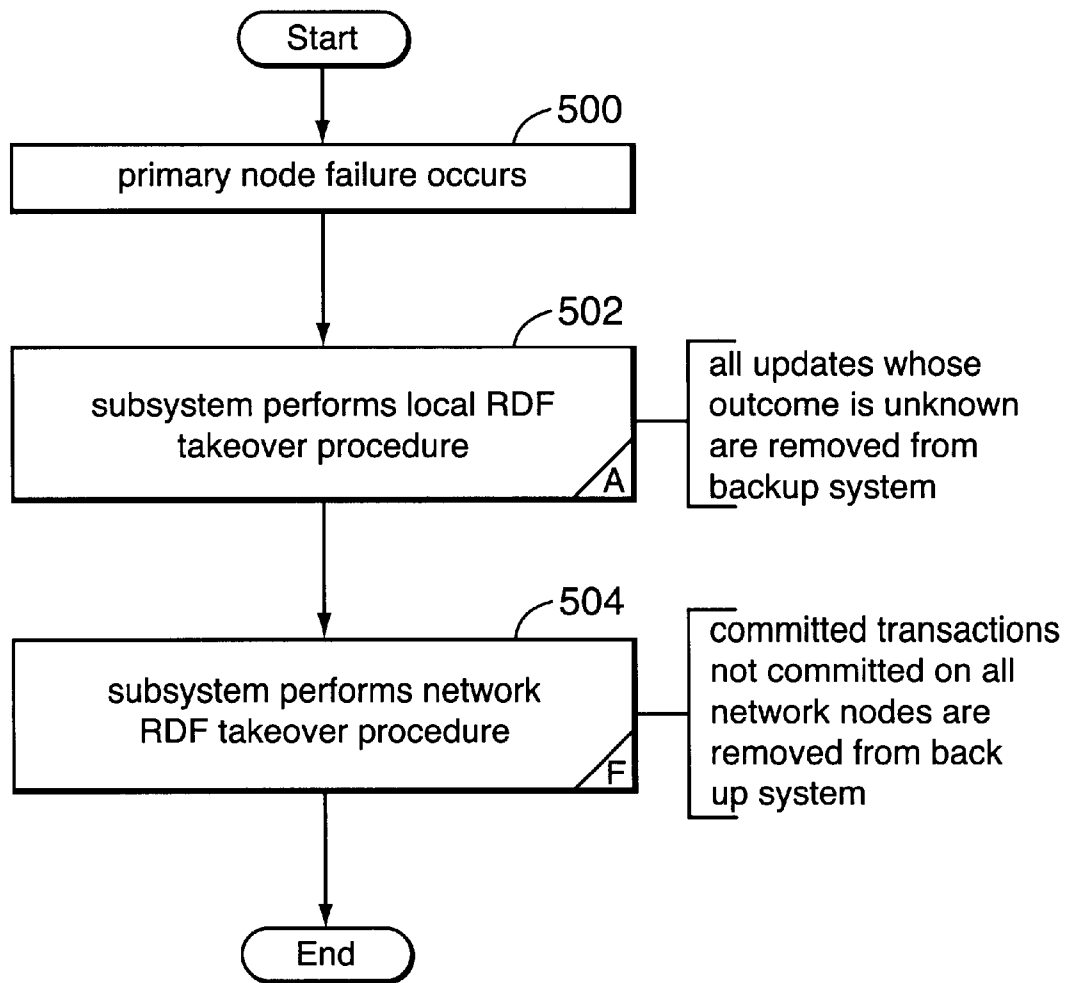 Start
500
primary node failure occurs
502
subsystem performs local RDF
takeover procedure
A
all updates whose
outcome is unknown
are removed from
backup system
504
subsystem performs network
RDF takeover procedure
F
committed transactions
not committed on all
network nodes are
removed from back
up system
End